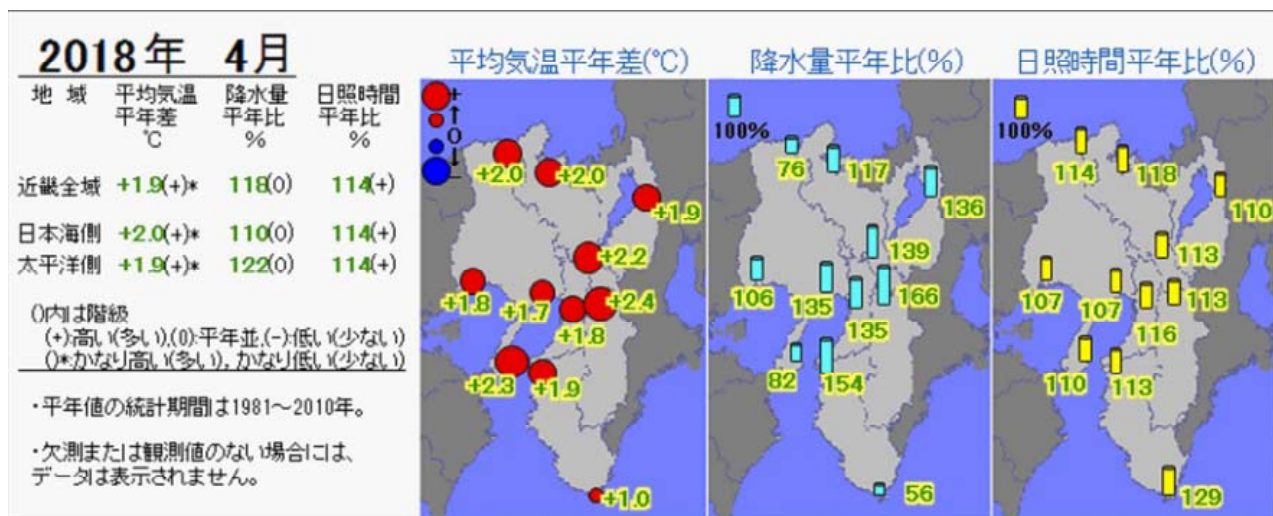 2018年 4月
地 域 平均気温 降水量 日照時間
平年差 平年比 平年比
℃ % %
近畿全域 +1.9(+)* 118(0) 114(+)
日本海側 +2.0(+)* 110(0) 114(+)
太平洋側 +1.9(+)* 122(0) 114(+)
()内は階級
(+):高い(多い),(0):平年並,(-):低い(少ない)
()*:かなり高い(多い), かなり低い(少ない)
・平年値の統計期間は1981～2010年。
・欠測または観測値のない場合には、
データは表示されません。
平均気温平年差(℃)
+
↑
0
↓
-
+2.0
+2.0
+1.9
+2.2
+1.8
+1.7
+2.4
+1.8
+2.3
+1.9
+1.0
降水量平年比(%)
100%
76
117
136
139
106
135
166
135
82
154
56
日照時間平年比(%)
100%
114
118
110
113
107
107
113
116
110
113
129